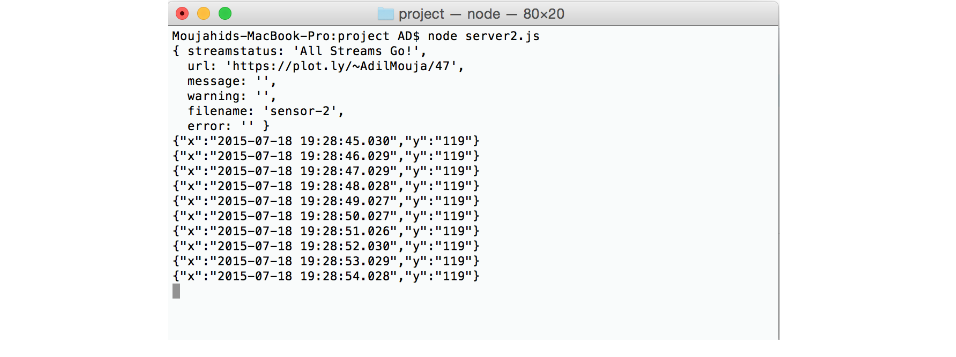 project — node — 80×20
Moujahids-MacBook-Pro:project AD$ node server2.js
{ streamstatus: 'All Streams Go!',
  url: 'https://plot.ly/~AdilMouja/47',
  message: '',
  warning: '',
  filename: 'sensor-2',
  error: '' }
{"x":"2015-07-18 19:28:45.030","y":"119"}
{"x":"2015-07-18 19:28:46.029","y":"119"}
{"x":"2015-07-18 19:28:47.029","y":"119"}
{"x":"2015-07-18 19:28:48.028","y":"119"}
{"x":"2015-07-18 19:28:49.027","y":"119"}
{"x":"2015-07-18 19:28:50.027","y":"119"}
{"x":"2015-07-18 19:28:51.026","y":"119"}
{"x":"2015-07-18 19:28:52.030","y":"119"}
{"x":"2015-07-18 19:28:53.029","y":"119"}
{"x":"2015-07-18 19:28:54.028","y":"119"}